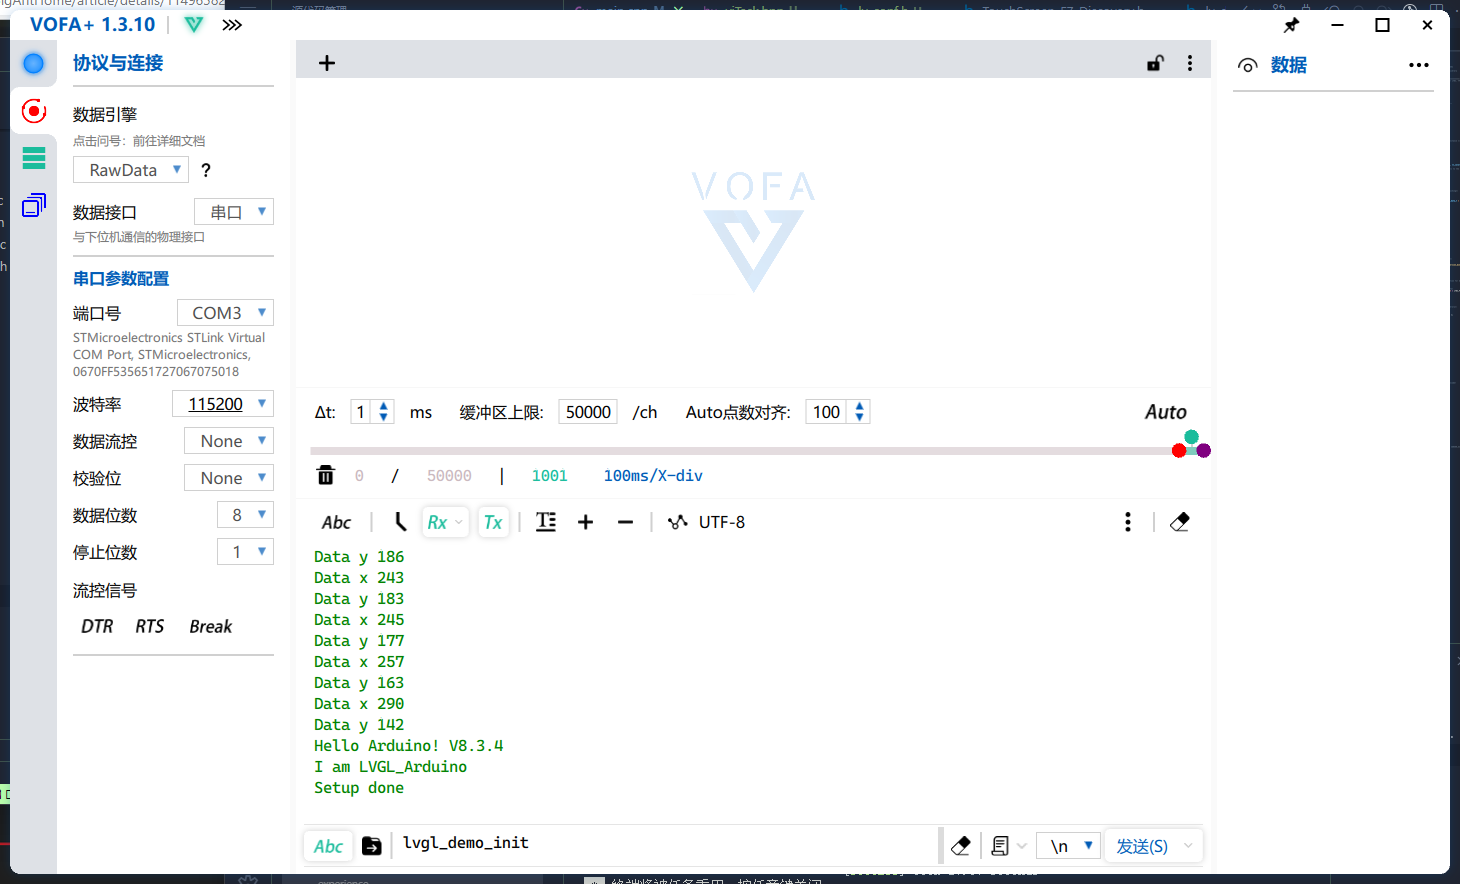 VOFA+ 1.3.10
协议与连接
数据引擎
点击问号：前往详细文档
RawData ?
数据接口 串口
与下位机通信的物理接口
串口参数配置
端口号 COM3
STMicroelectronics STLink Virtual
COM Port, STMicroelectronics,
0670FF535651727067075018
波特率 115200
数据流控 None
校验位 None
数据位数 8
停止位数 1
流控信号
DTR RTS Break
VOFA
Δt: 1 ms 缓冲区上限: 50000 /ch Auto点数对齐: 100 Auto
0 / 50000 | 1001 100ms/X-div
Abc Rx Tx UTF-8
Data y 186
Data x 243
Data y 183
Data x 245
Data y 177
Data x 257
Data y 163
Data x 290
Data y 142
Hello Arduino! V8.3.4
I am LVGL_Arduino
Setup done
Abc lvgl_demo_init \n 发送(S)
数据